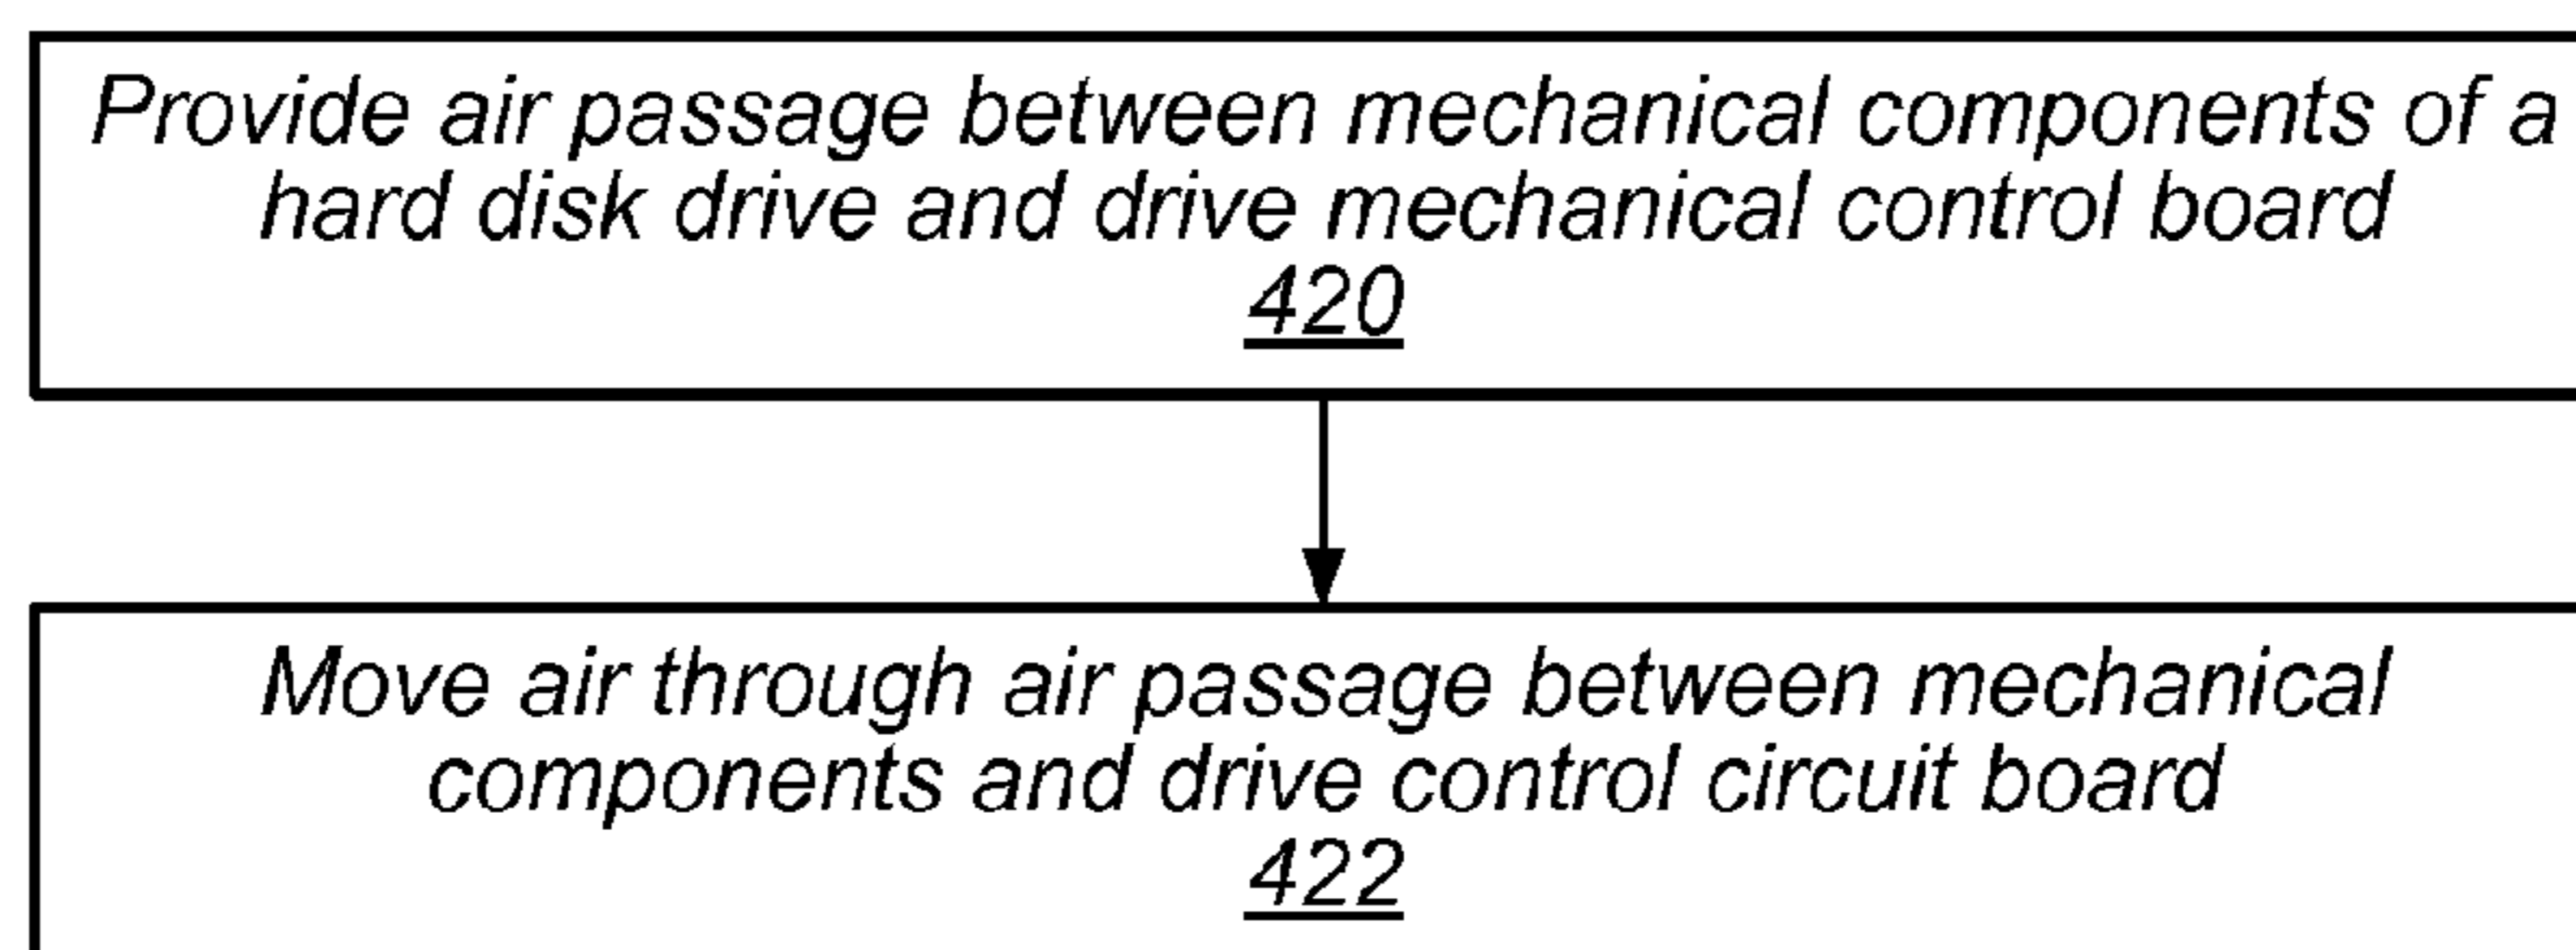 Provide air passage between mechanical components of a
hard disk drive and drive mechanical control board
420
Move air through air passage between mechanical
components and drive control circuit board
422